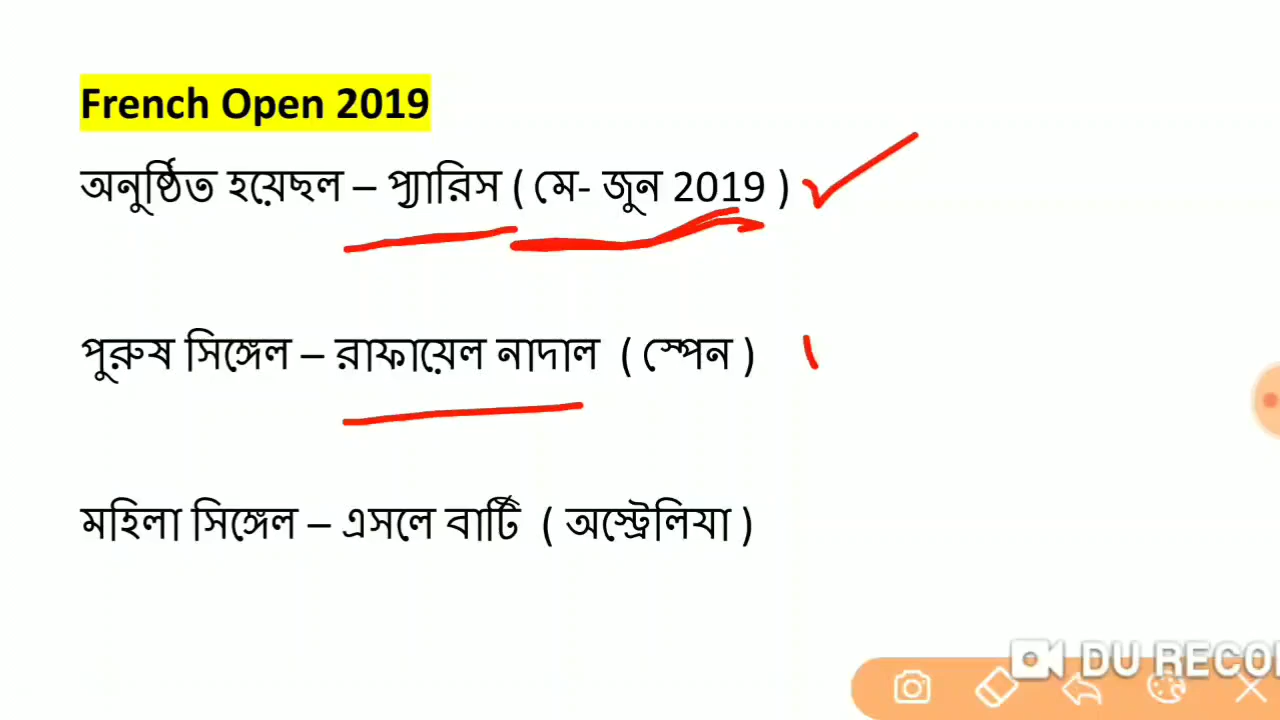 French Open 2019
অনুষ্ঠিত হয়েছল – প্যারিস ( মে- জুন 2019 )
পুরুষ সিঙ্গেল – রাফায়েল নাদাল ( স্পেন )
মহিলা সিঙ্গেল – এসলে বার্টি ( অস্ট্রেলিযা )
DU RECO